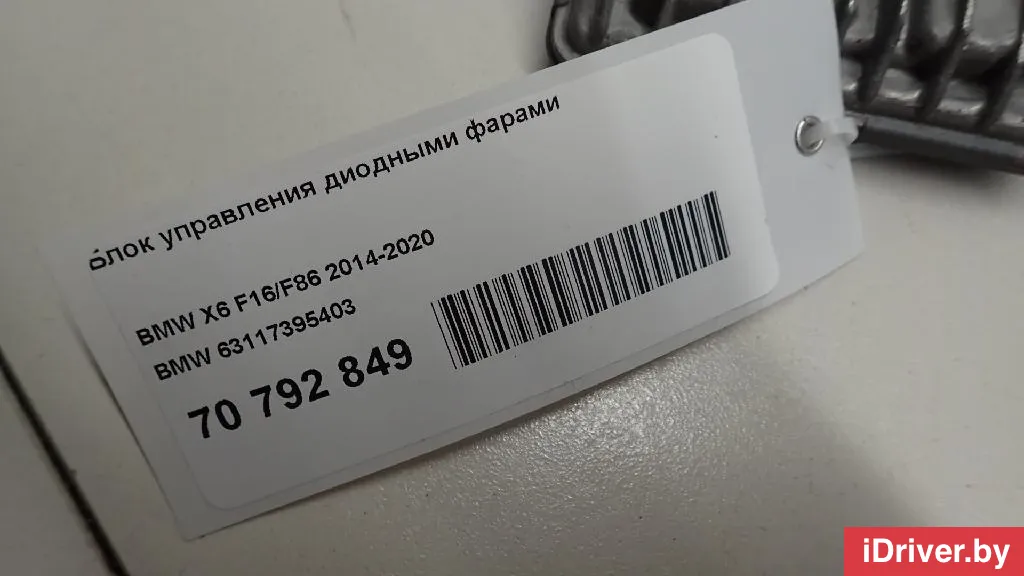 Блок управления диодными фарами
BMW X6 F16/F86 2014-2020
BMW 63117395403
70 792 849
iDriver.by